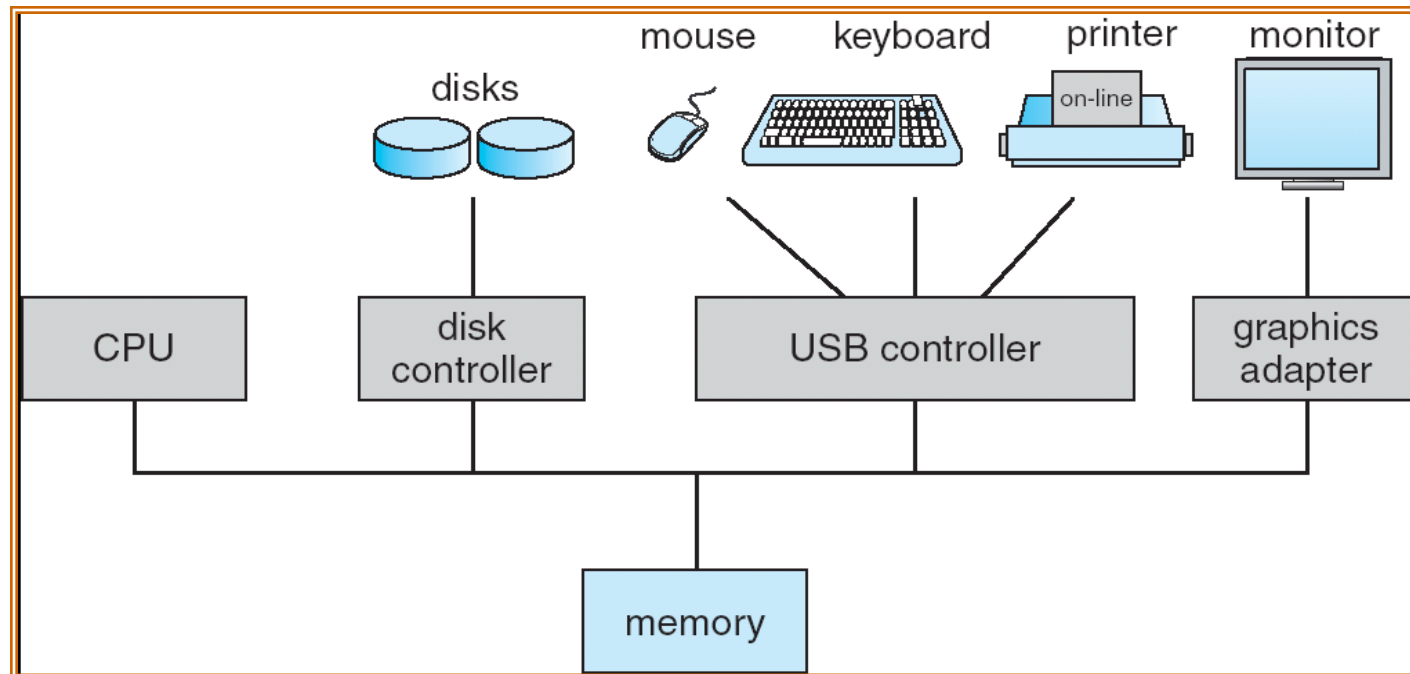 mouse
keyboard
printer
monitor
disks
on-line
CPU
disk
controller
USB controller
graphics
adapter
memory